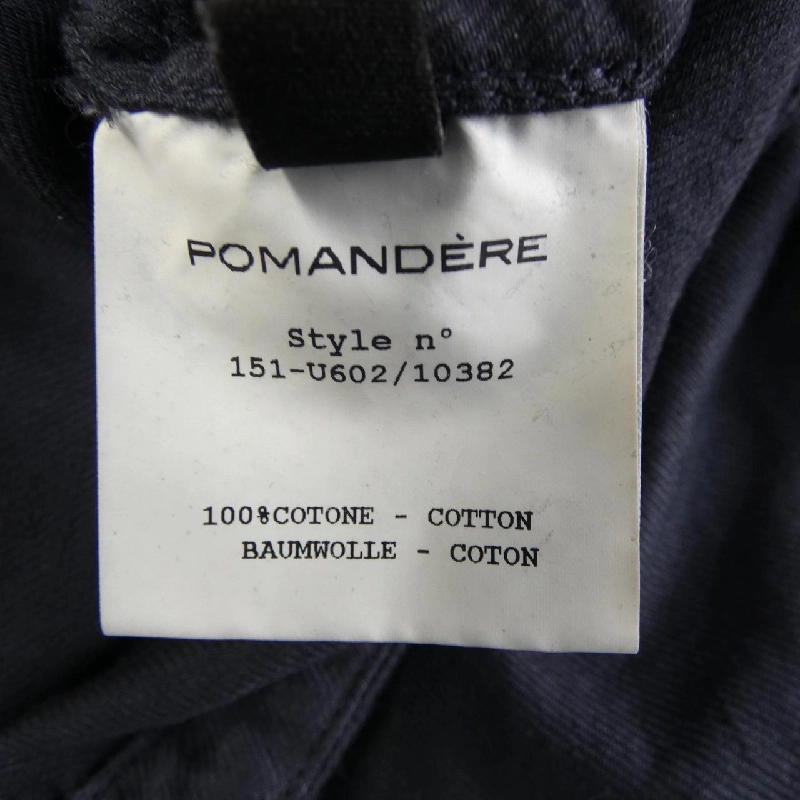 POMANDÈRE
Style n°
151-U602/10382
100%COTONE - COTTON
BAUMWOLLE - COTON